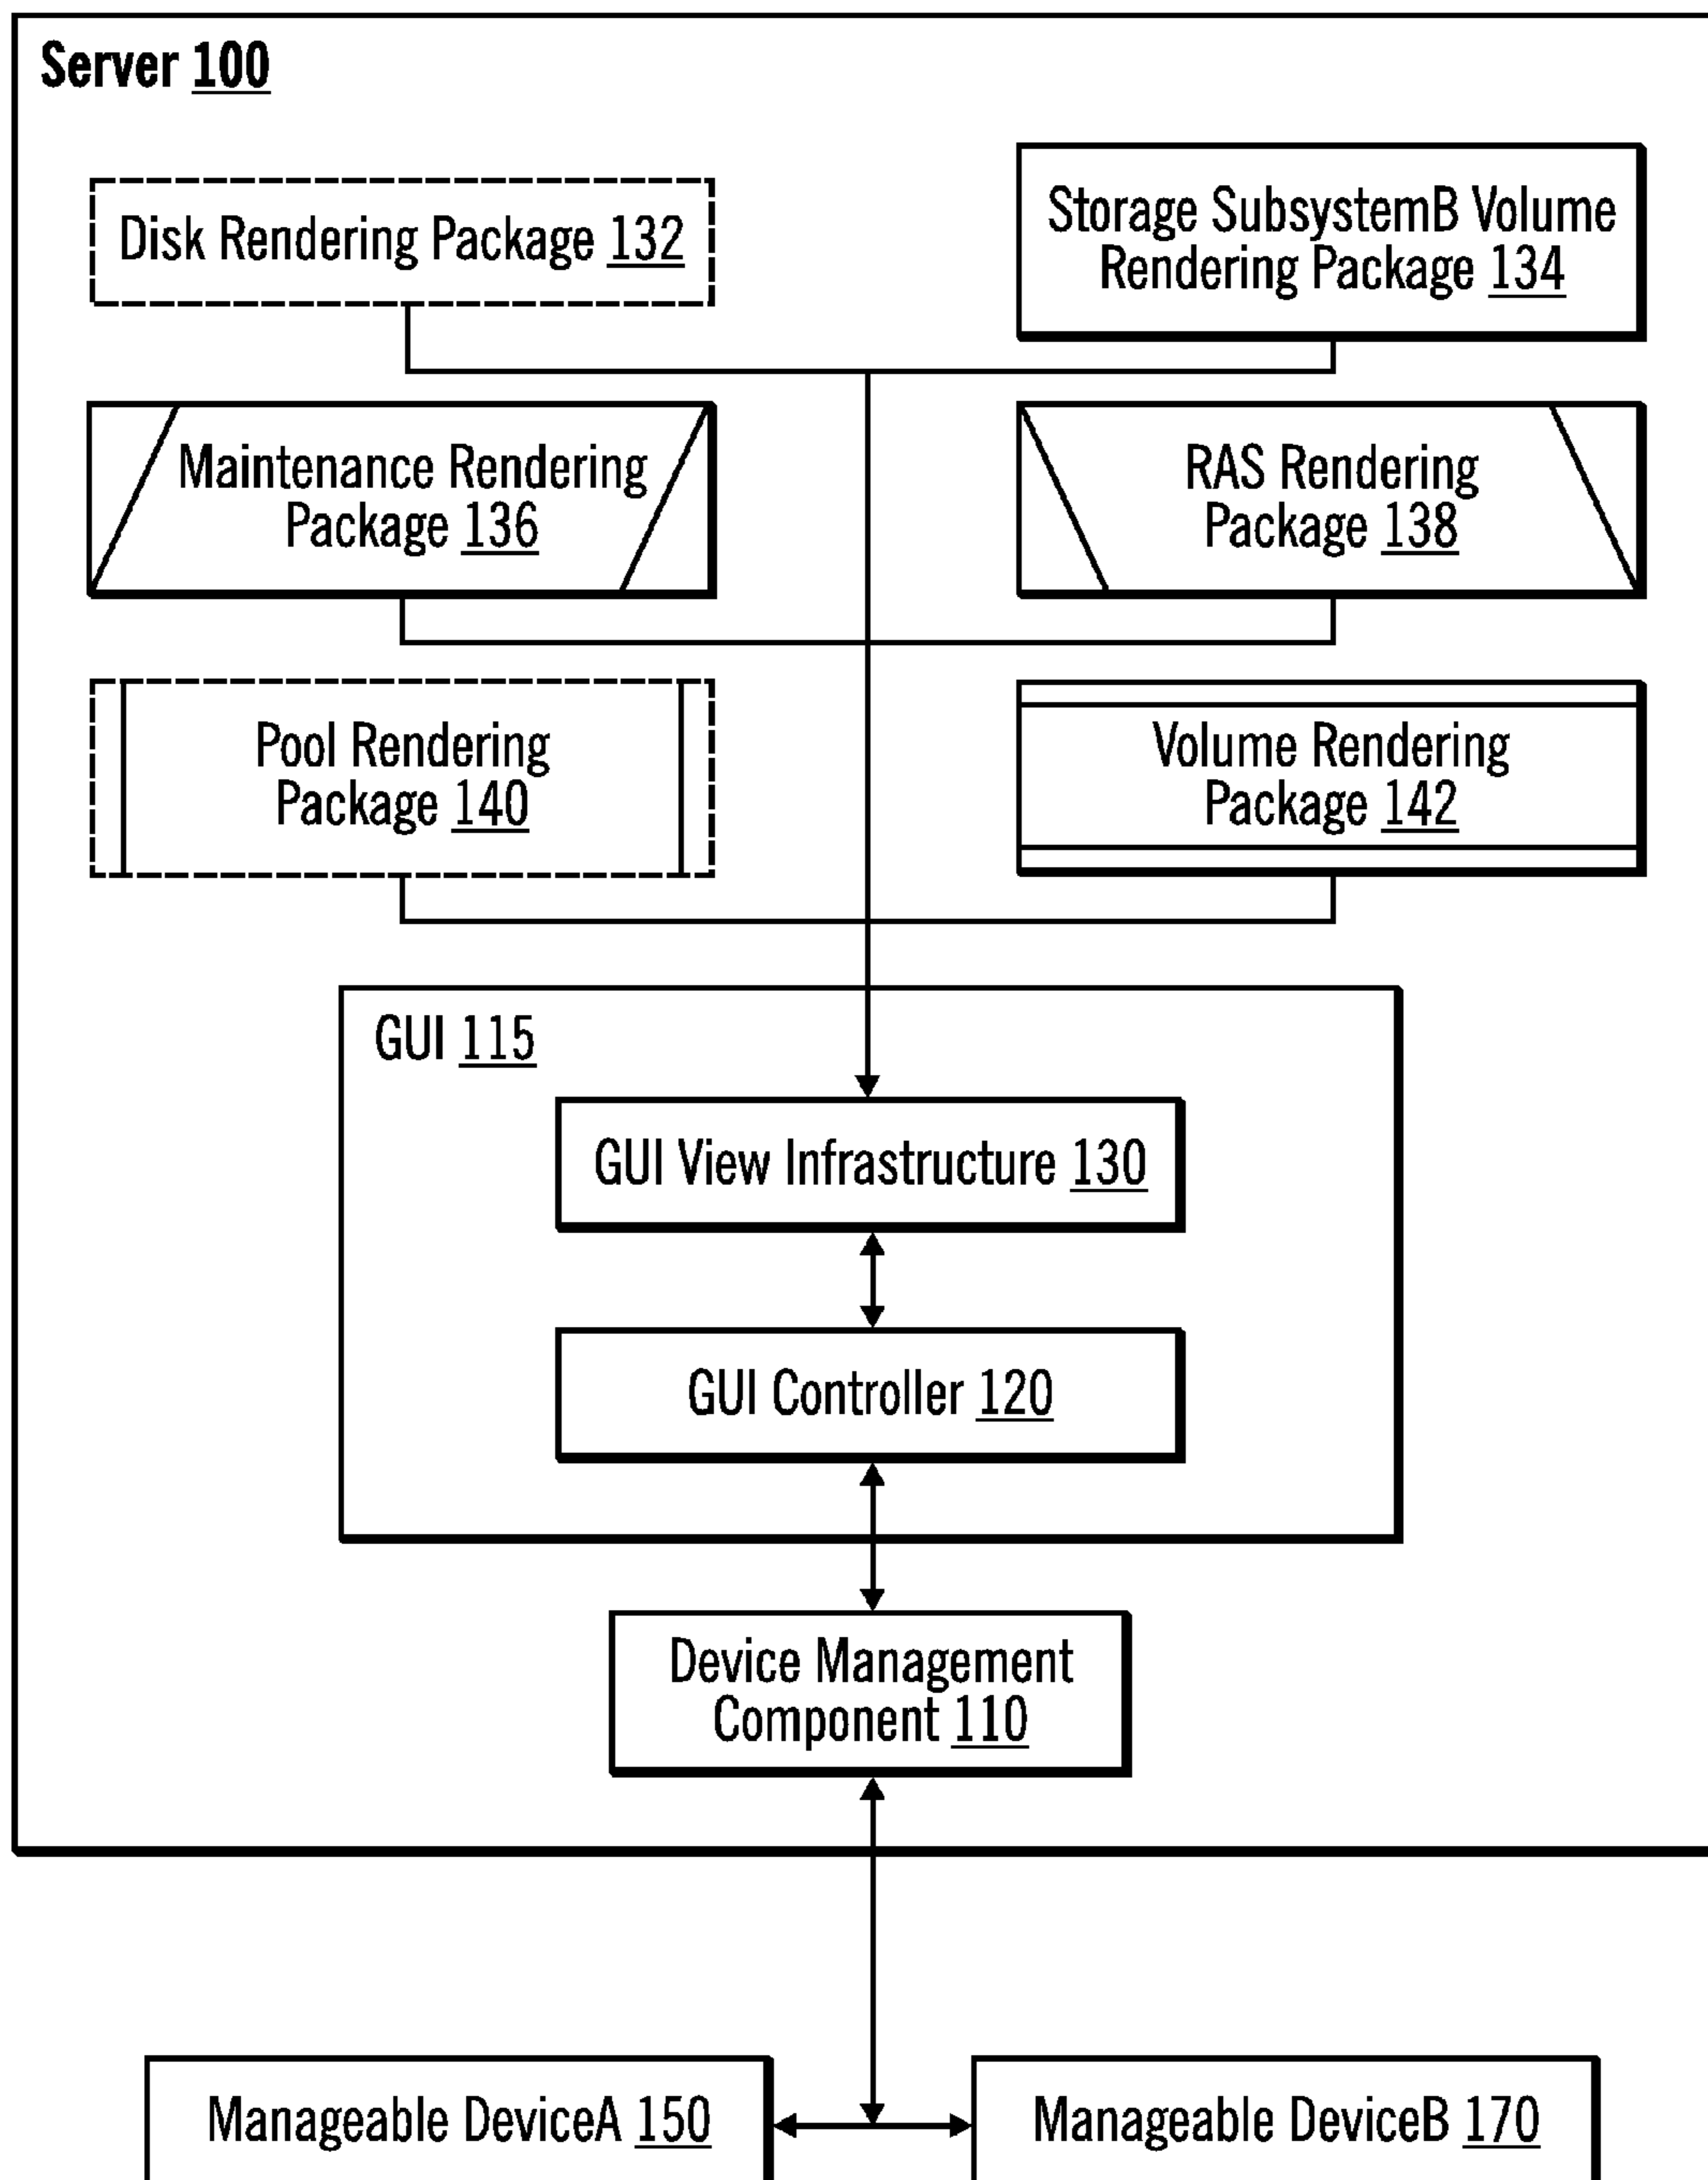 Server 100
Disk Rendering Package 132
Storage SubsystemB Volume
Rendering Package 134
Maintenance Rendering
Package 136
RAS Rendering
Package 138
Pool Rendering
Package 140
Volume Rendering
Package 142
GUI 115
GUI View Infrastructure 130
GUI Controller 120
Device Management
Component 110
Manageable DeviceA 150
Manageable DeviceB 170